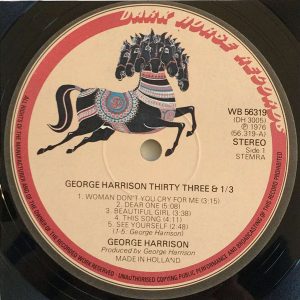 DARK HORSE RECORDS
WB 56319
(DH 3005)
Ⓟ 1976
(56.319-A)
STEREO
Side 1
STEMRA
GEORGE HARRISON THIRTY THREE & 1/3
1. WOMAN DON'T YOU CRY FOR ME (3:15)
2. DEAR ONE (5:08)
3. BEAUTIFUL GIRL (3:38)
4. THIS SONG (4:11)
5. SEE YOURSELF (2:48)
(1-5: George Harrison)
GEORGE HARRISON
Produced by George Harrison
MADE IN HOLLAND
ALL RIGHTS OF THE MANUFACTURER AND OF THE OWNER OF THE RECORDED WORK RESERVED - UNAUTHORISED COPYING PUBLIC PERFORMANCE AND BROADCASTING OF THIS RECORD PROHIBITED